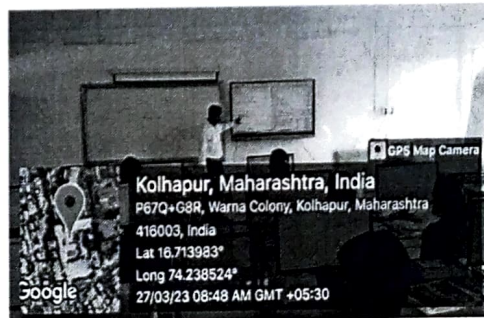 GPS Map Camera
Kolhapur, Maharashtra, India
P67Q+G8R, Warna Colony, Kolhapur, Maharashtra
416003, India
Lat 16.713983°
Long 74.238524°
27/03/23 08:48 AM GMT +05:30
Google